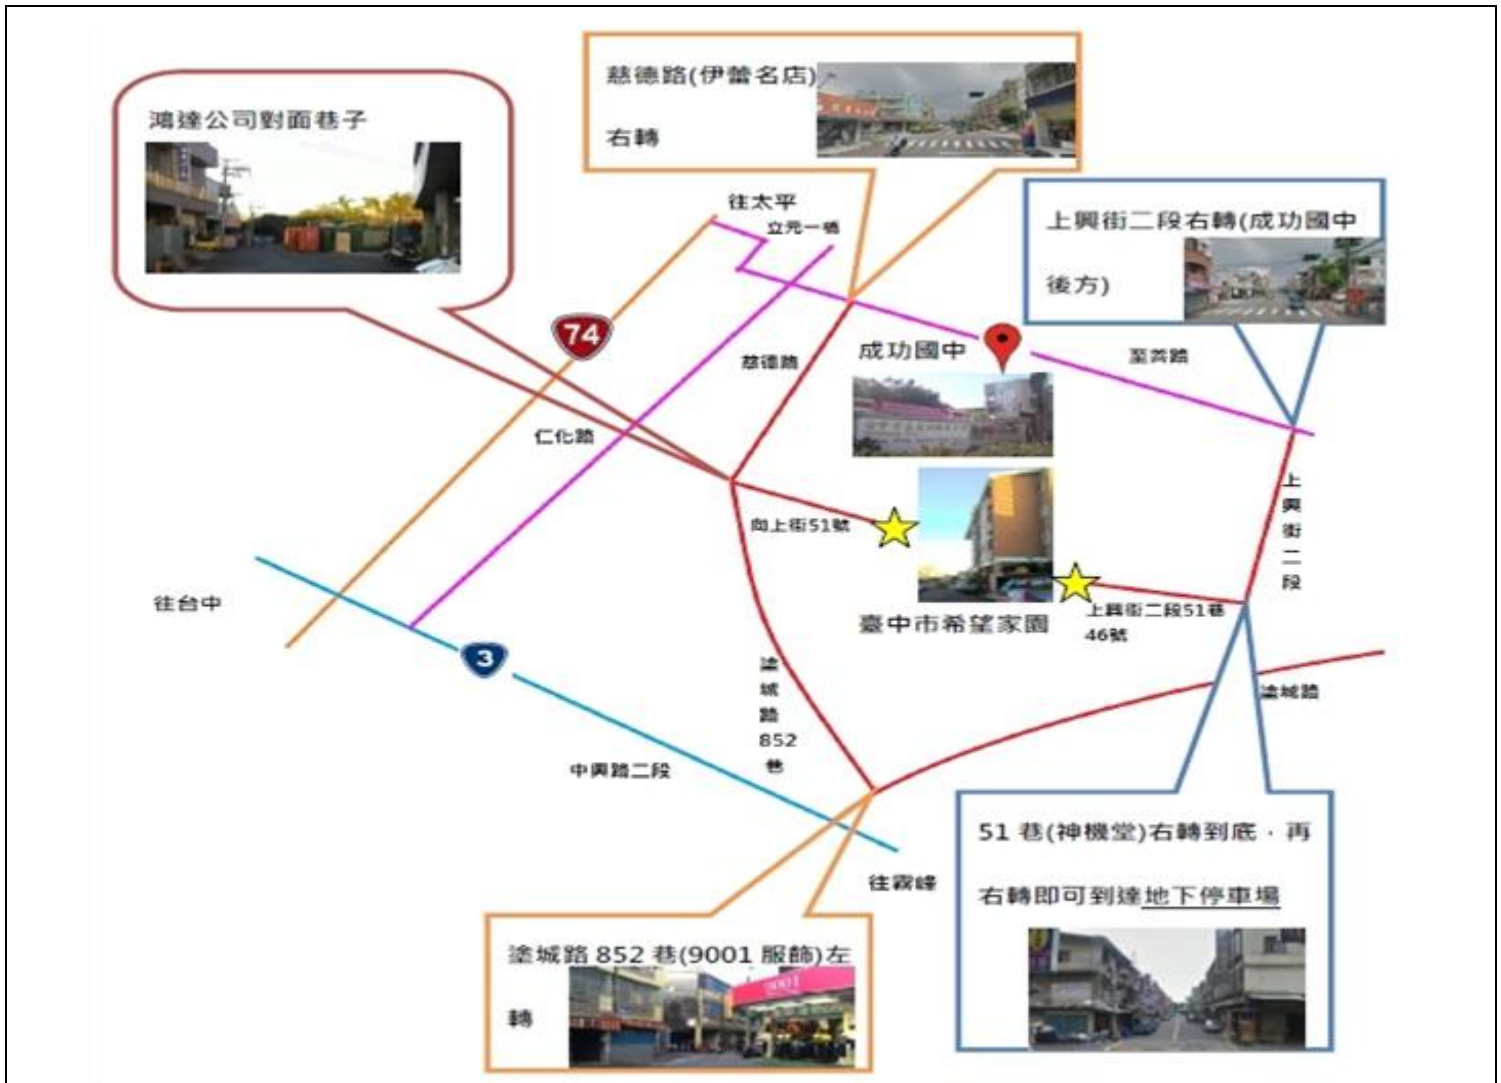 慈德路(伊蕾名店)
右轉
鴻達公司對面巷子
往太平
立元一橋
上興街二段右轉(成功國中
後方)
74
成功國中
慈德路
至善路
仁化路
上興街二段
向上街51號
往台中
上興街二段51巷
46號
臺中市希望家園
3
塗城路852巷
塗城路
中興路二段
51 巷(神機堂)右轉到底，再
右轉即可到達地下停車場
往霧峰
塗城路 852 巷(9001 服飾)左
轉
9001